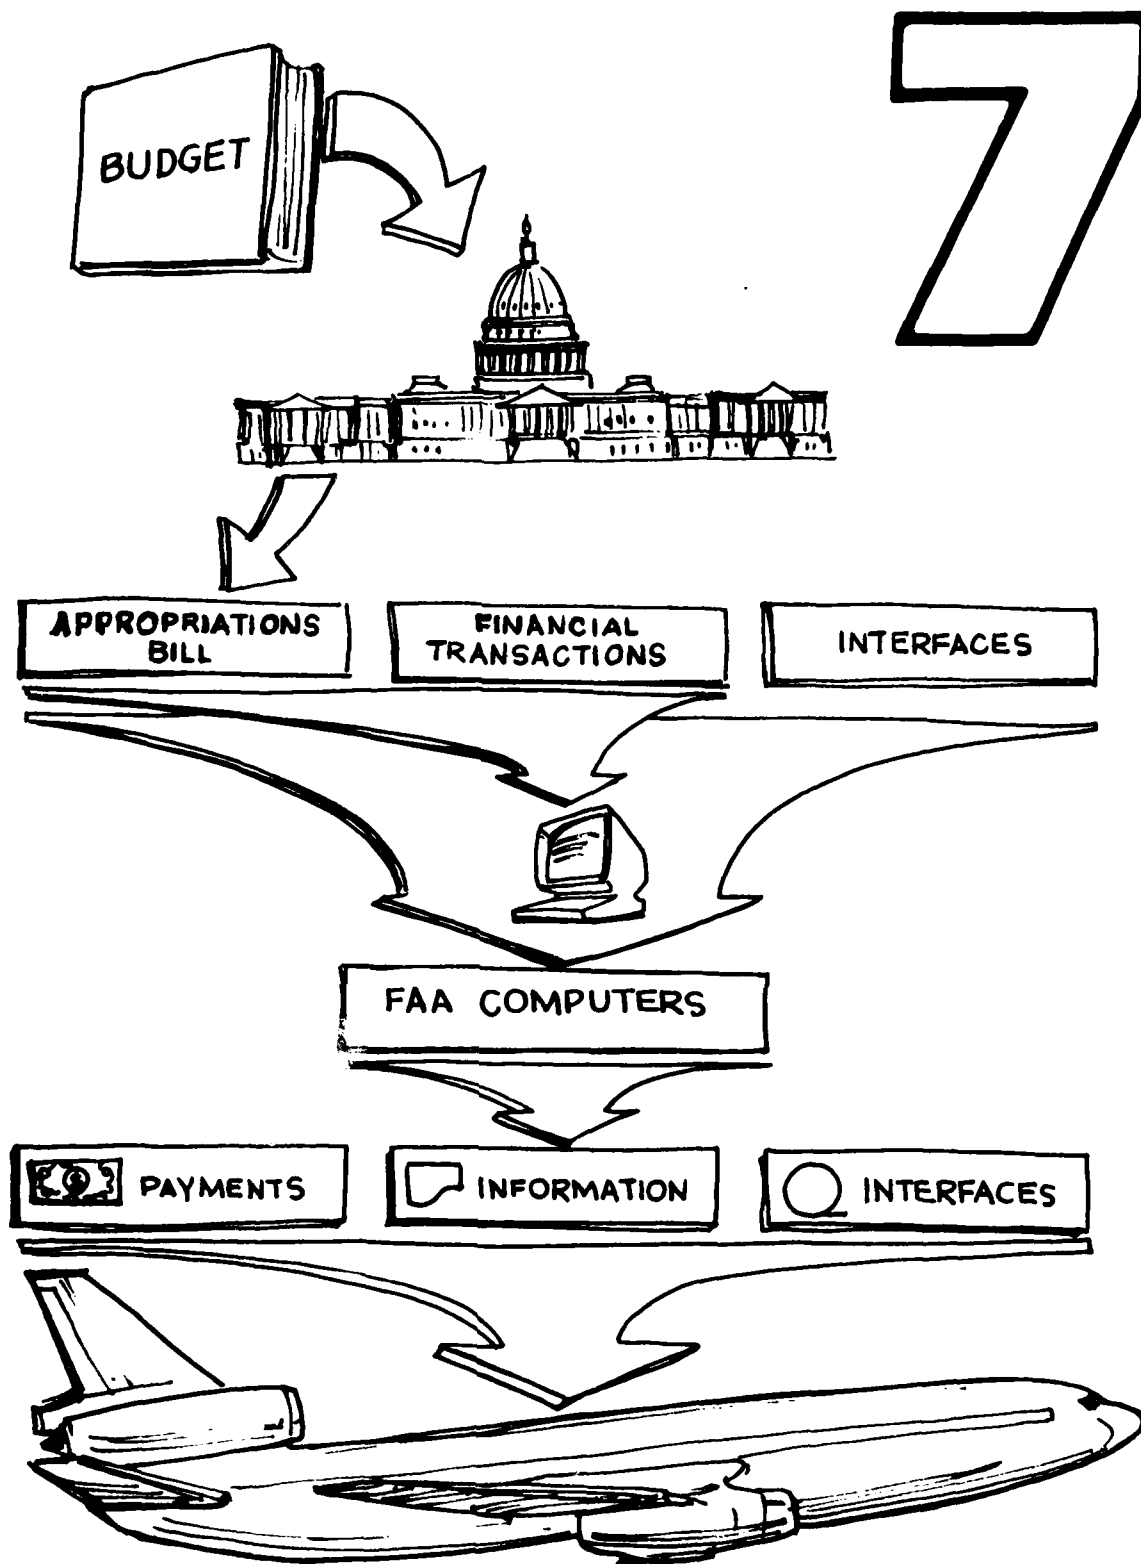 7
BUDGET
APPROPRIATIONS
BILL
FINANCIAL
TRANSACTIONS
INTERFACES
FAA COMPUTERS
$
PAYMENTS
INFORMATION
INTERFACES